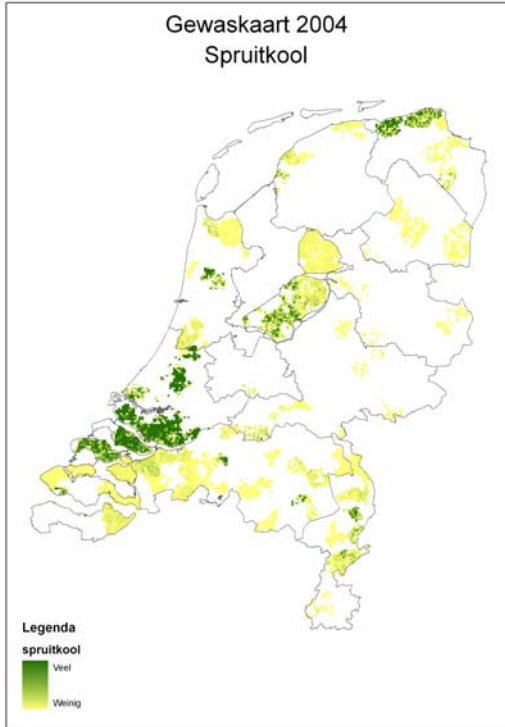 Gewaskaart 2004
Spruitkool
Legenda
spruitkool
Veel
Weinig